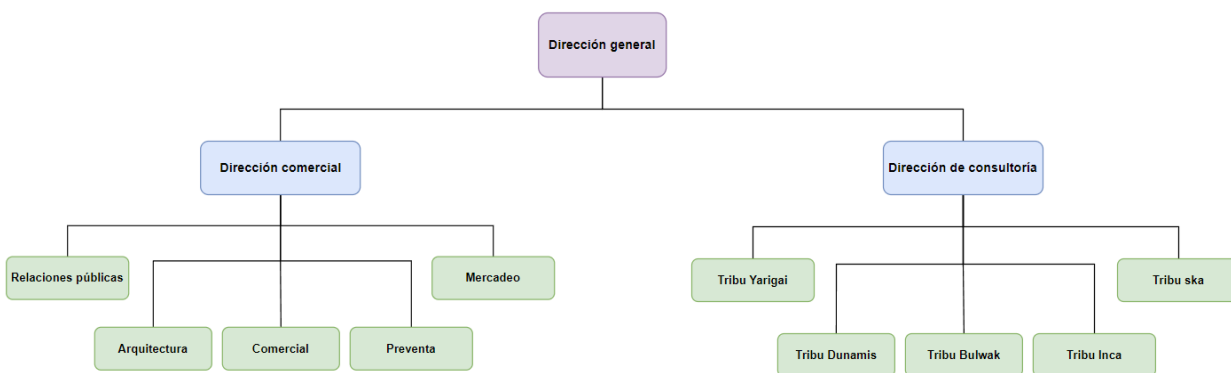 Dirección general
Dirección comercial
Dirección de consultoría
Relaciones públicas
Mercadeo
Tribu Yarigai
Tribu ska
Arquitectura
Comercial
Preventa
Tribu Dunamis
Tribu Bulwak
Tribu Inca